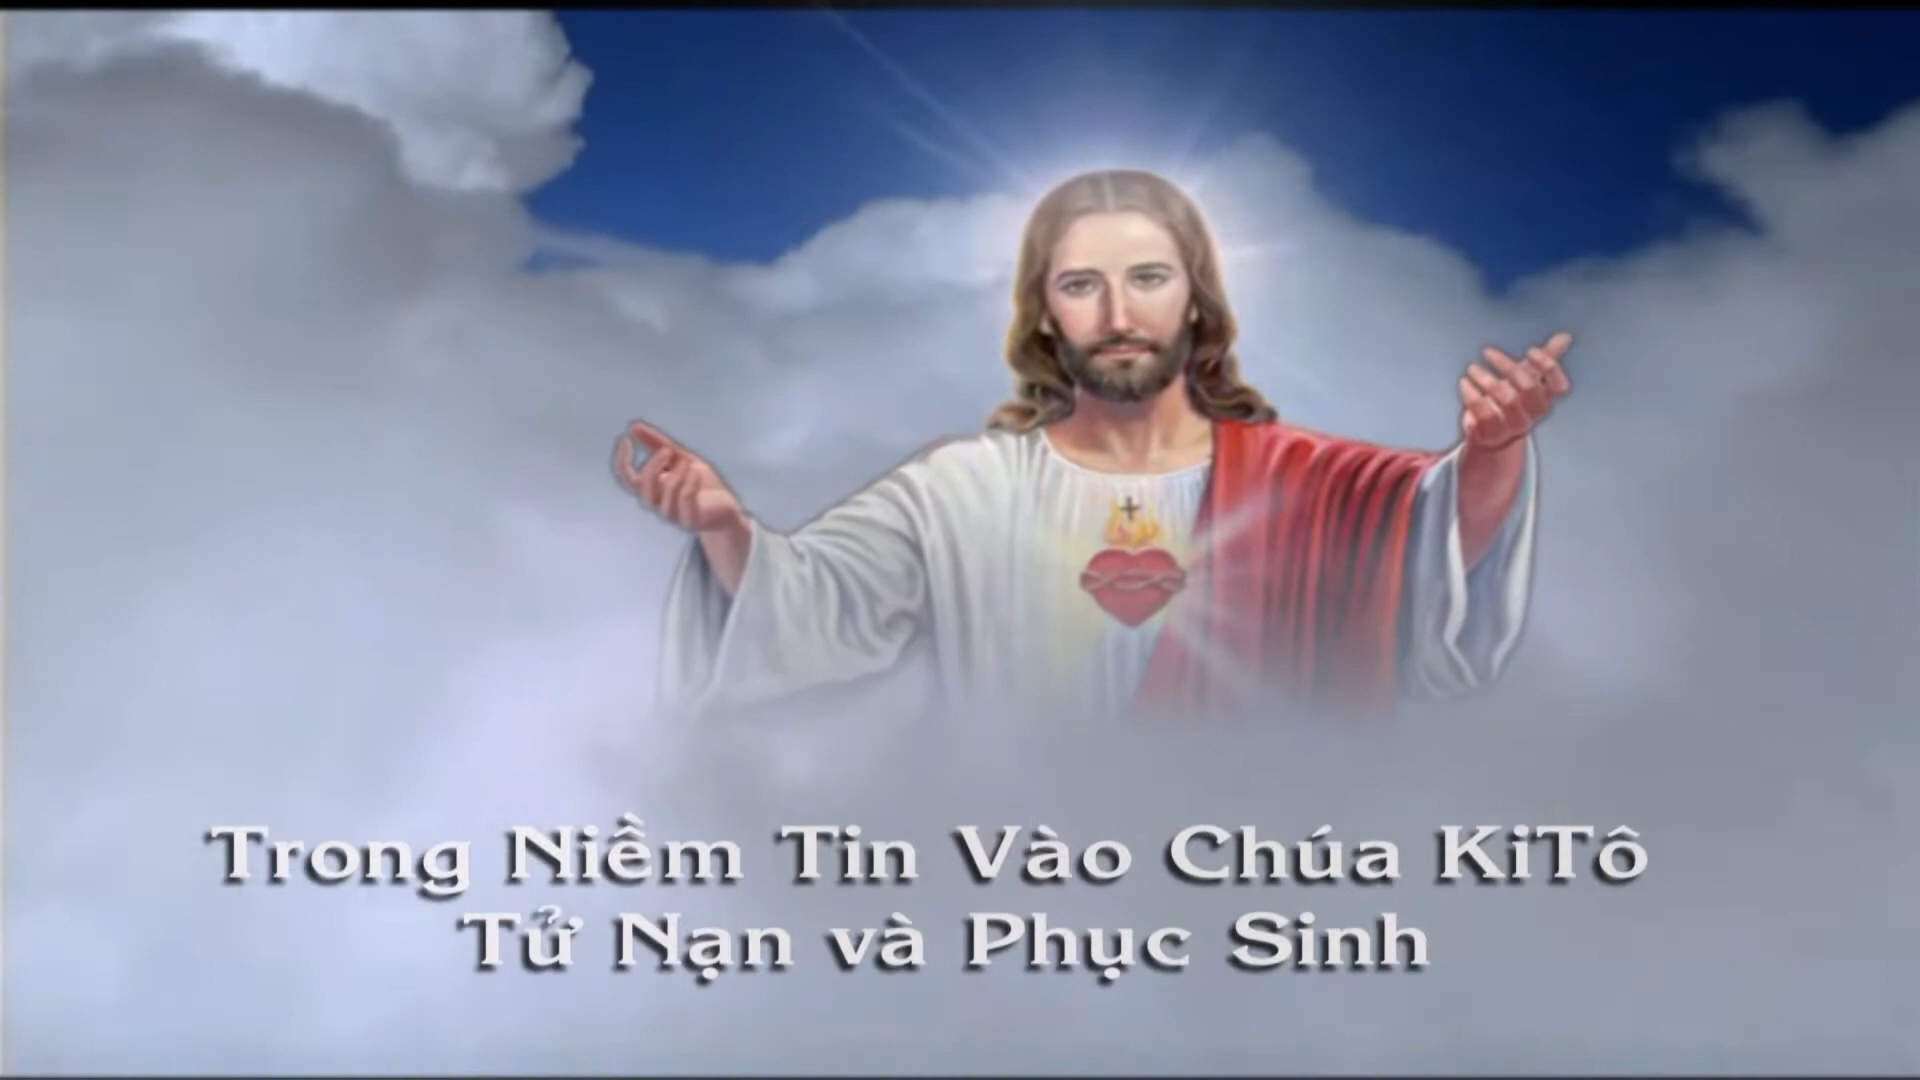 Trong Niềm Tin Vào Chúa KiTô
Tử Nạn và Phục Sinh